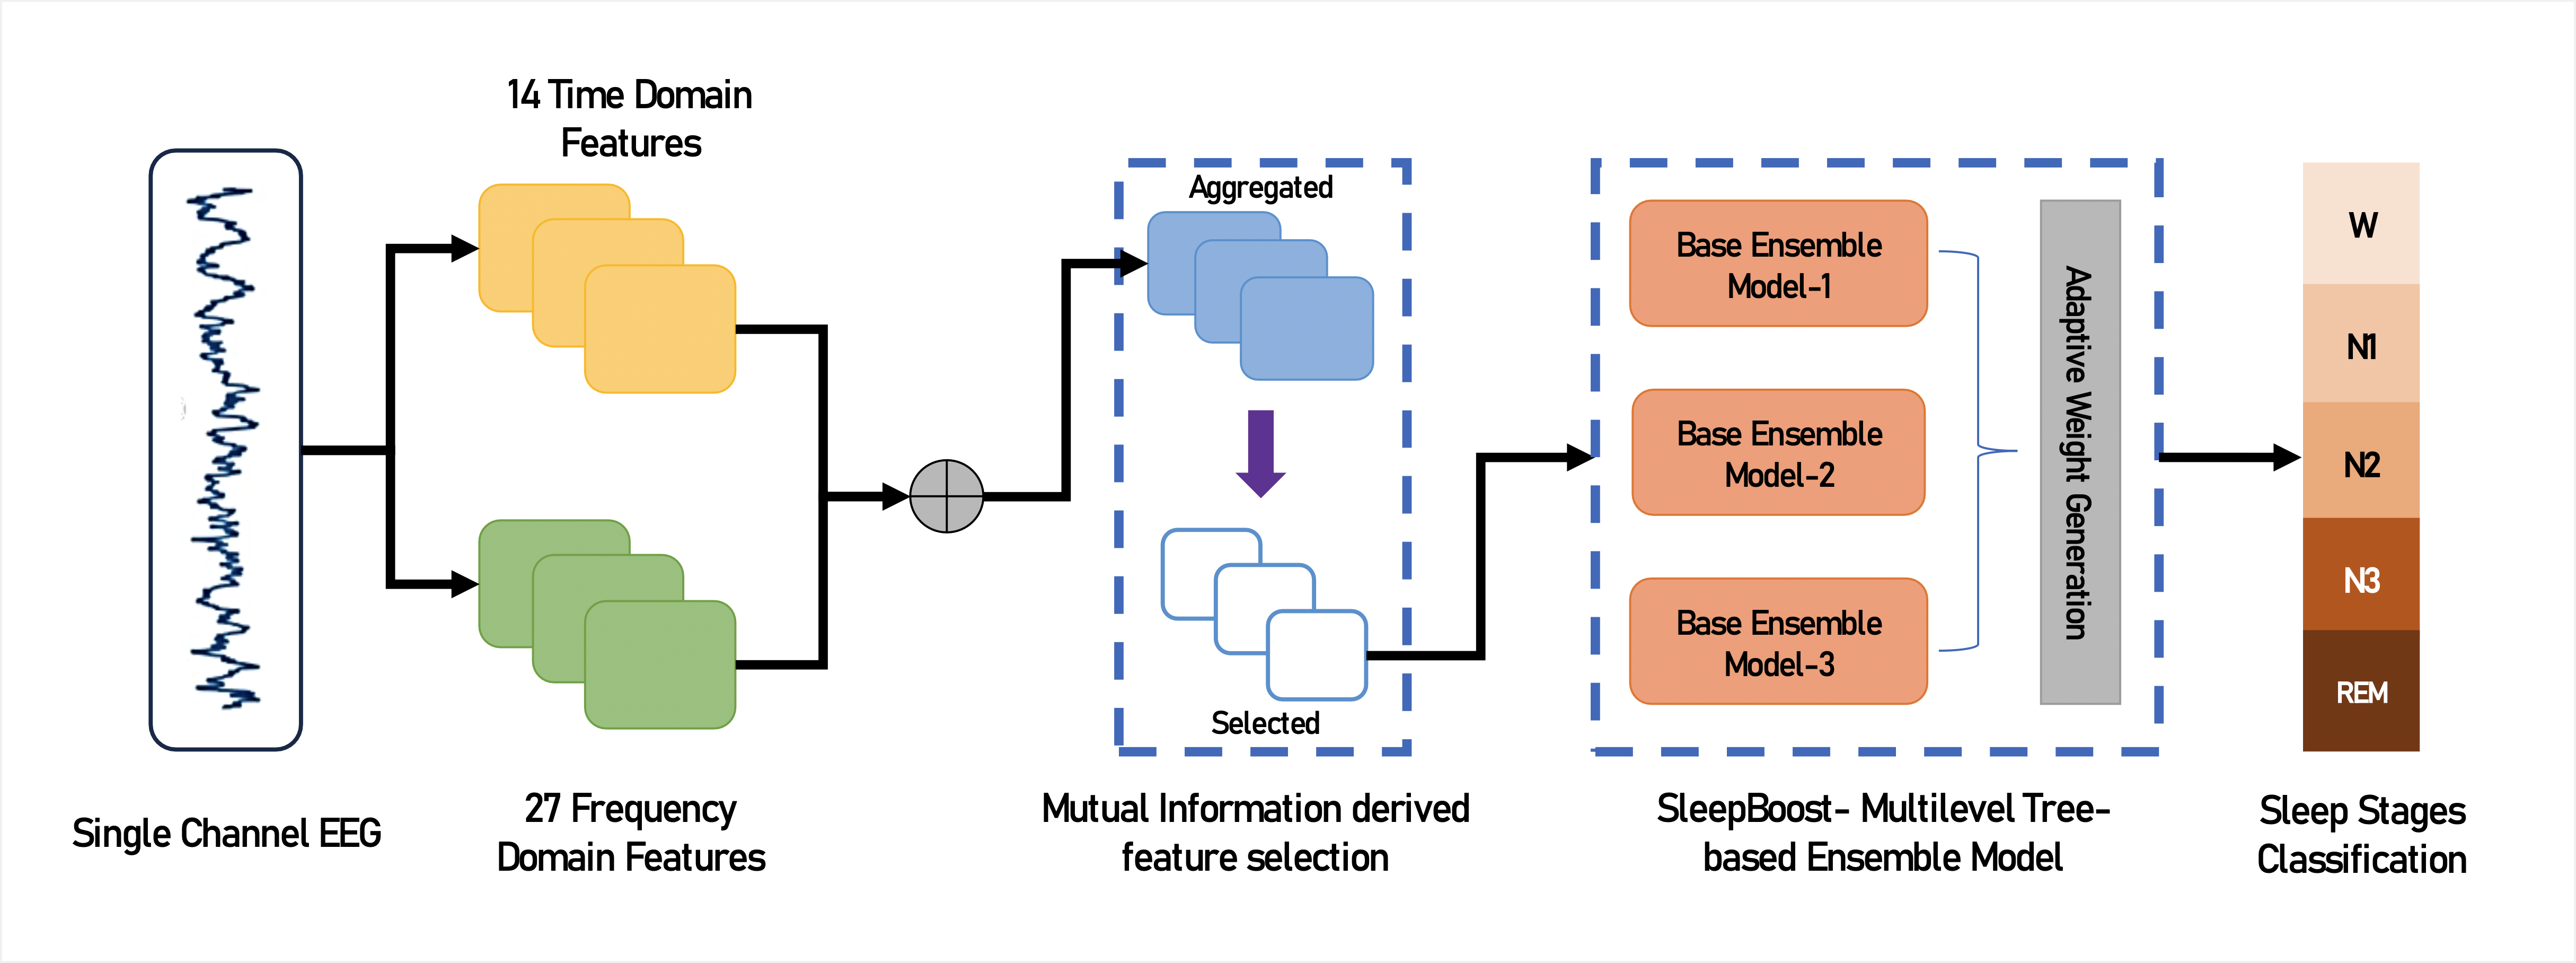 14 Time Domain
Features
Single Channel EEG
27 Frequency
Domain Features
Aggregated
Selected
Mutual Information derived
feature selection
Base Ensemble
Model-1
Base Ensemble
Model-2
Base Ensemble
Model-3
Adaptive Weight Generation
SleepBoost- Multilevel Tree-
based Ensemble Model
W
N1
N2
N3
REM
Sleep Stages
Classification